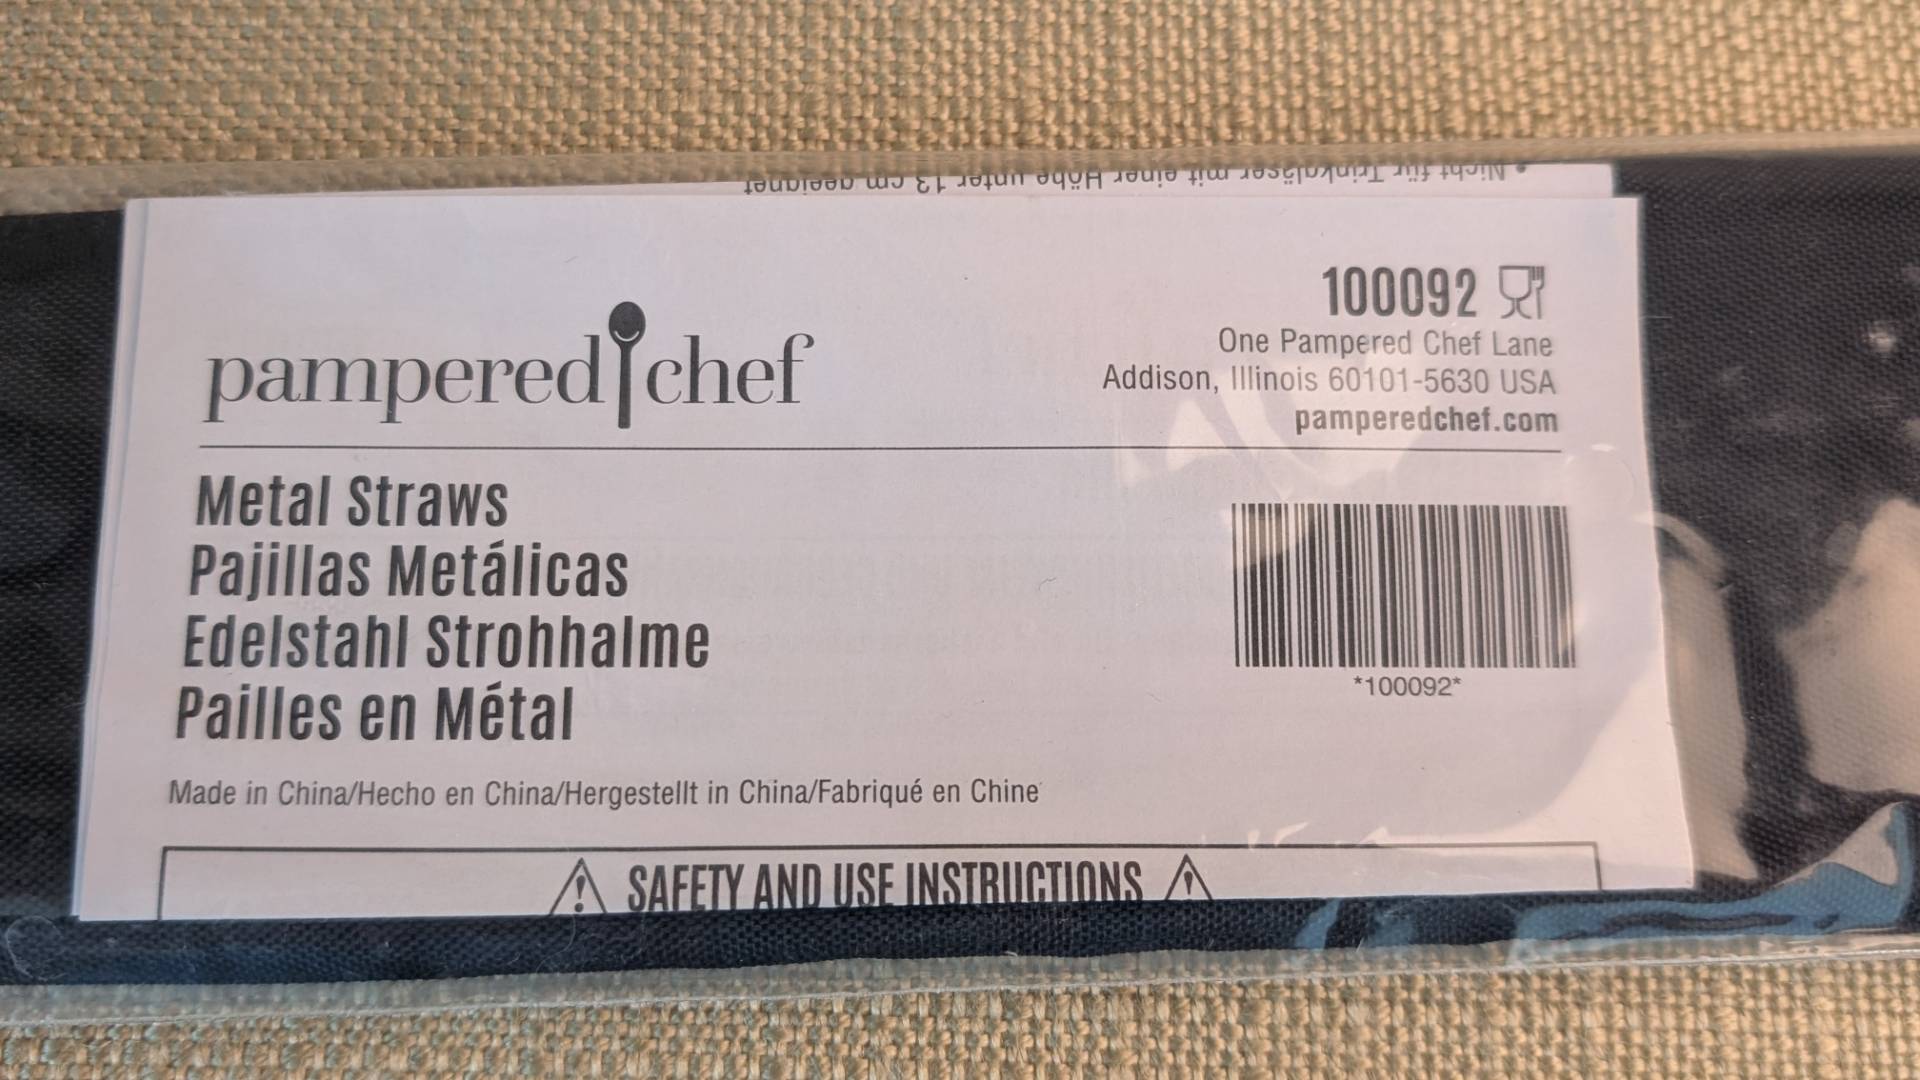 • Nicht für Trinkgläser mit einer Höhe unter 13 cm geeignet
pampered chef
100092
One Pampered Chef Lane
Addison, Illinois 60101-5630 USA
pamperedchef.com
Metal Straws
Pajillas Metálicas
Edelstahl Strohhalme
Pailles en Métal
*100092*
Made in China/Hecho en China/Hergestellt in China/Fabriqué en Chine
SAFETY AND USE INSTRUCTIONS